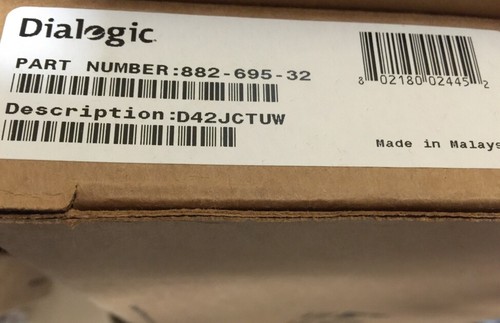 Dialogic.
PART NUMBER:882-695-32
8 02180 02445 2
Description:D42JCTUW
Made in Malays